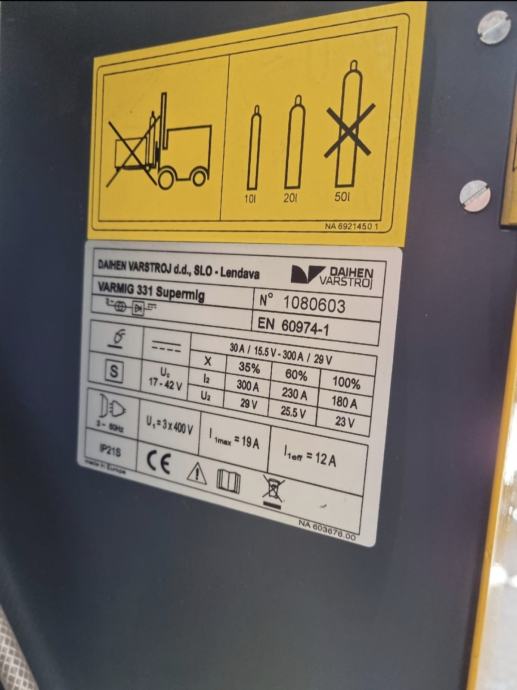 10l 20l 50l
NA 6921450 1
DAIHEN VARSTROJ d.d., SLO - Lendava
DAIHEN VARSTROJ
VARMIG 331 Supermig
N° 1080603
EN 60974-1
30 A / 15.5 V - 300 A / 29 V
X 35% 60% 100%
S
U₀ 17 - 42 V
I₂ 300 A 230 A 180 A
U₂ 29 V 25.5 V 23 V
3 ~ 50Hz
U₁ = 3 x 400 V
I1max = 19 A
I1eff = 12 A
IP21S
CE
made in Europe
NA 603676.00